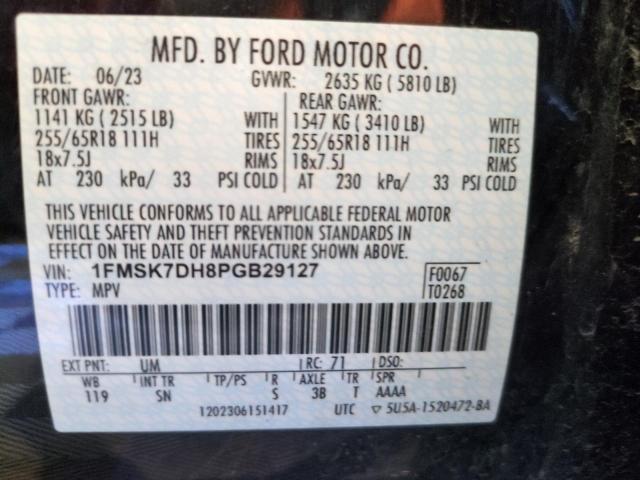 MFD. BY FORD MOTOR CO.
DATE: 06/23 GVWR: 2635 KG ( 5810 LB)
FRONT GAWR: REAR GAWR:
1141 KG ( 2515 LB) WITH 1547 KG ( 3410 LB) WITH
255/65R18 111H TIRES 255/65R18 111H TIRES
18x7.5J RIMS 18x7.5J RIMS
AT 230 kPa/ 33 PSI COLD AT 230 kPa/ 33 PSI COLD
THIS VEHICLE CONFORMS TO ALL APPLICABLE FEDERAL MOTOR
VEHICLE SAFETY AND THEFT PREVENTION STANDARDS IN
EFFECT ON THE DATE OF MANUFACTURE SHOWN ABOVE.
VIN: 1FMSK7DH8PGB29127 F0067
TYPE: MPV T0268
EXT PNT: UM RC: 71 DSO:
WB INT TR TP/PS R AXLE TR SPR
119 SN S 3B T AAAA
1202306151417 UTC ▽ 5U5A-1520472-BA